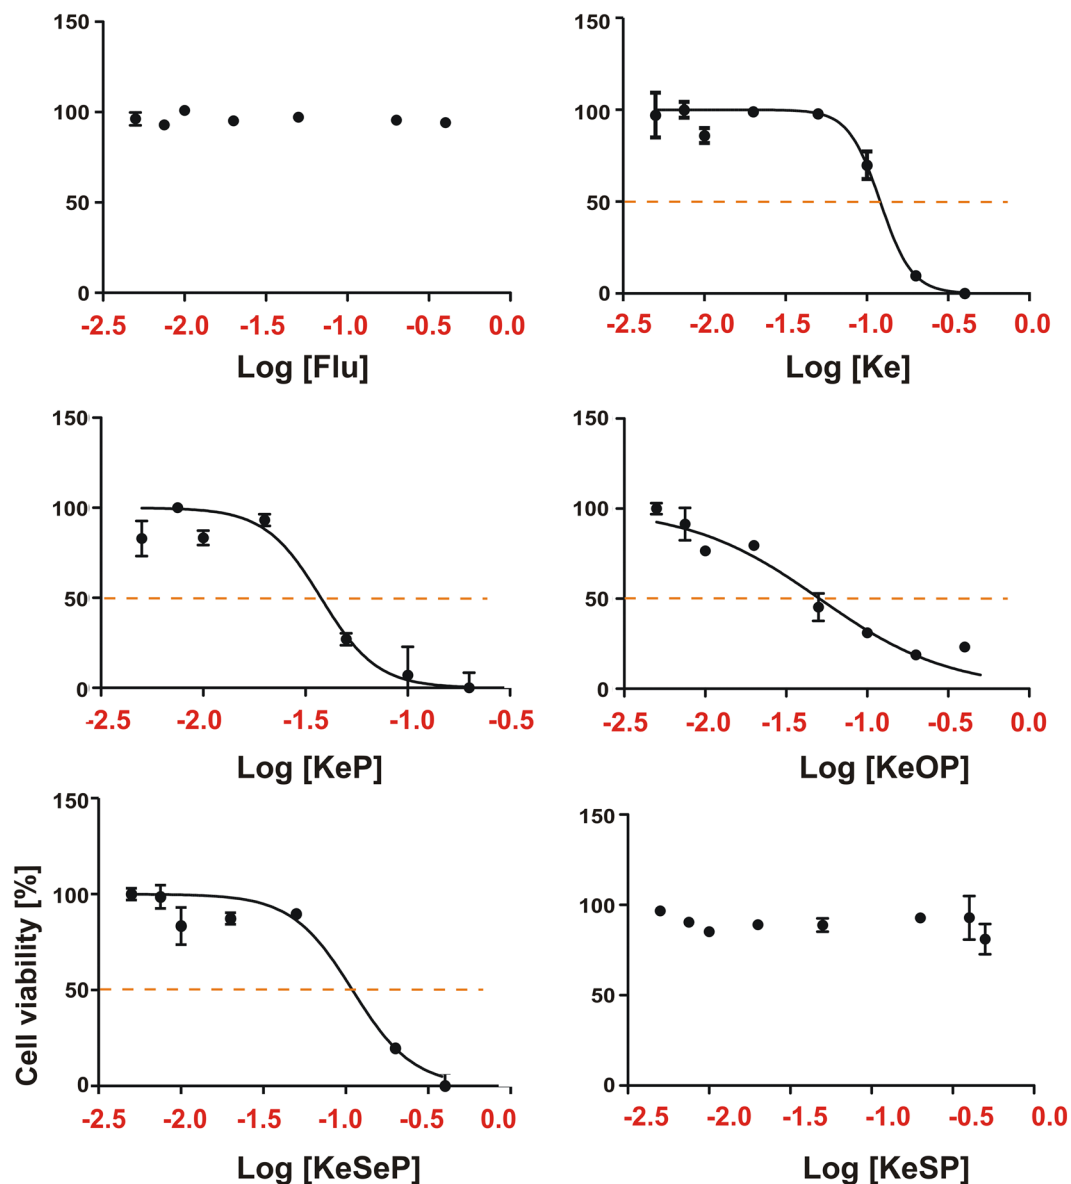 150
100
50
0
-2.5 -2.0 -1.5 -1.0 -0.5 0.0
Log [Flu]
150
100
50
0
-2.5 -2.0 -1.5 -1.0 -0.5 0.0
Log [Ke]
150
100
50
0
-2.5 -2.0 -1.5 -1.0 -0.5
Log [KeP]
150
100
50
0
-2.5 -2.0 -1.5 -1.0 -0.5 0.0
Log [KeOP]
Cell viability [%]
150
100
50
0
-2.5 -2.0 -1.5 -1.0 -0.5 0.0
Log [KeSeP]
150
100
50
0
-2.5 -2.0 -1.5 -1.0 -0.5 0.0
Log [KeSP]